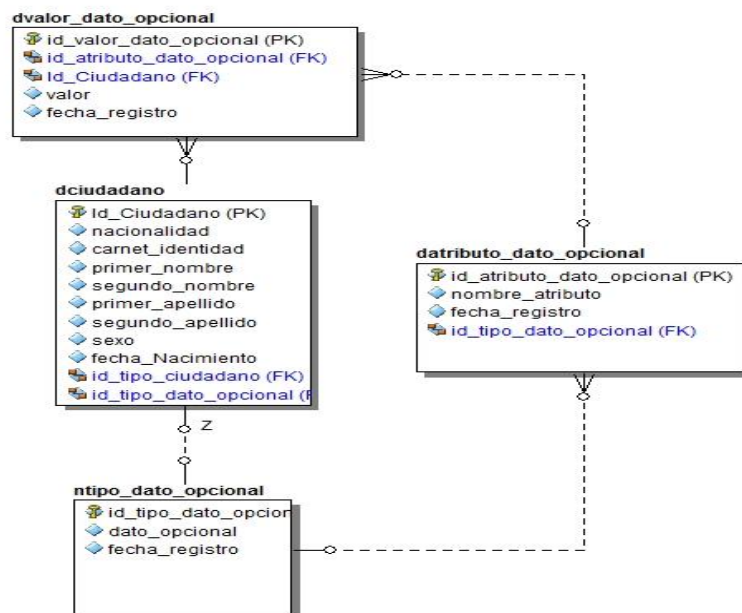 dvalor_dato_opcional
id_valor_dato_opcional (PK)
id_atributo_dato_opcional (FK)
Id_Ciudadano (FK)
valor
fecha_registro
dciudadano
Id_Ciudadano (PK)
nacionalidad
carnet_identidad
primer_nombre
segundo_nombre
primer_apellido
segundo_apellido
sexo
fecha_Nacimiento
id_tipo_ciudadano (FK)
id_tipo_dato_opcional (F
Z
datributo_dato_opcional
id_atributo_dato_opcional (PK)
nombre_atributo
fecha_registro
id_tipo_dato_opcional (FK)
ntipo_dato_opcional
id_tipo_dato_opcion
dato_opcional
fecha_registro